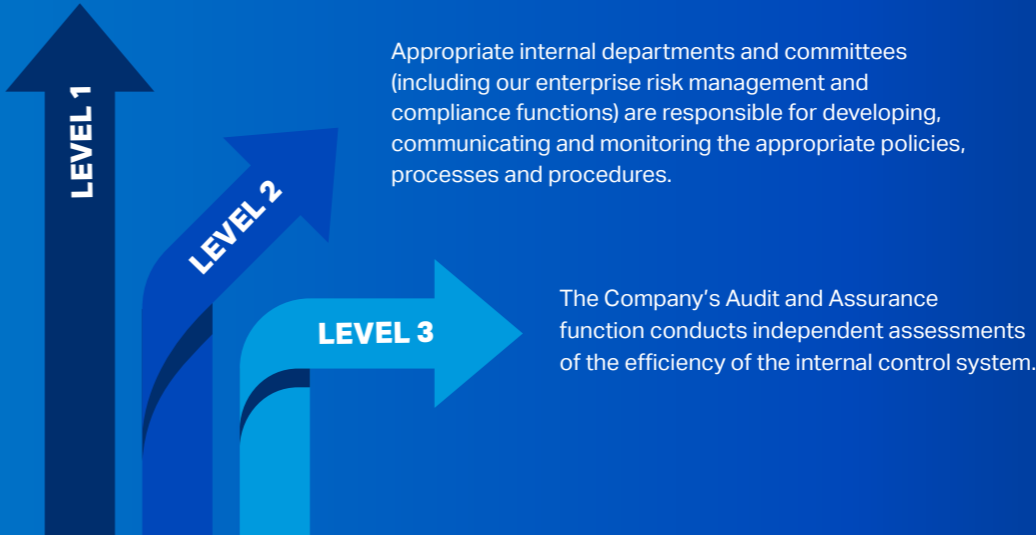 LEVEL 1
Appropriate internal departments and committees
(including our enterprise risk management and
compliance functions) are responsible for developing,
communicating and monitoring the appropriate policies,
processes and procedures.
LEVEL 2
LEVEL 3
The Company’s Audit and Assurance
function conducts independent assessments
of the efficiency of the internal control system.